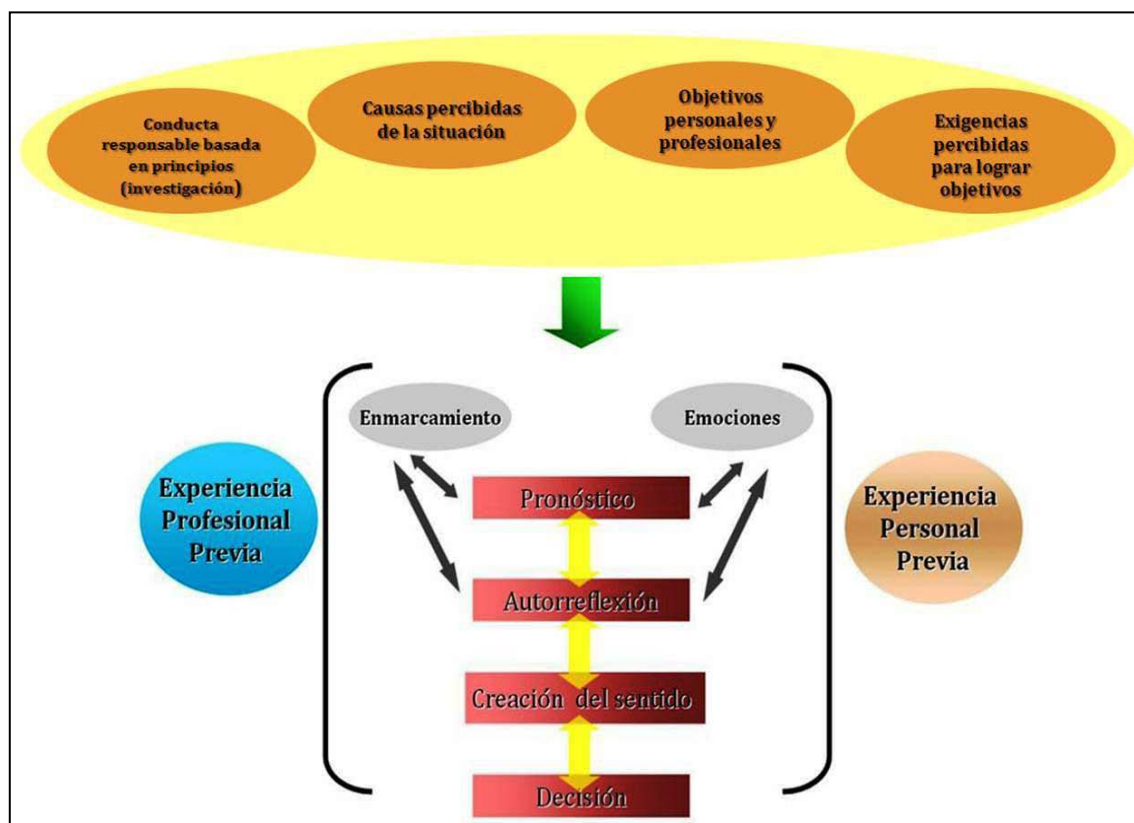 Conducta
responsable basada
en principios
(investigación)
Causas percibidas
de la situación
Objetivos
personales y
profesionales
Exigencias
percibidas
para lograr
objetivos
Enmarcamiento
Emociones
Experiencia
Profesional
Previa
Pronóstico
Autorreflexión
Creación del sentido
Decisión
Experiencia
Personal
Previa